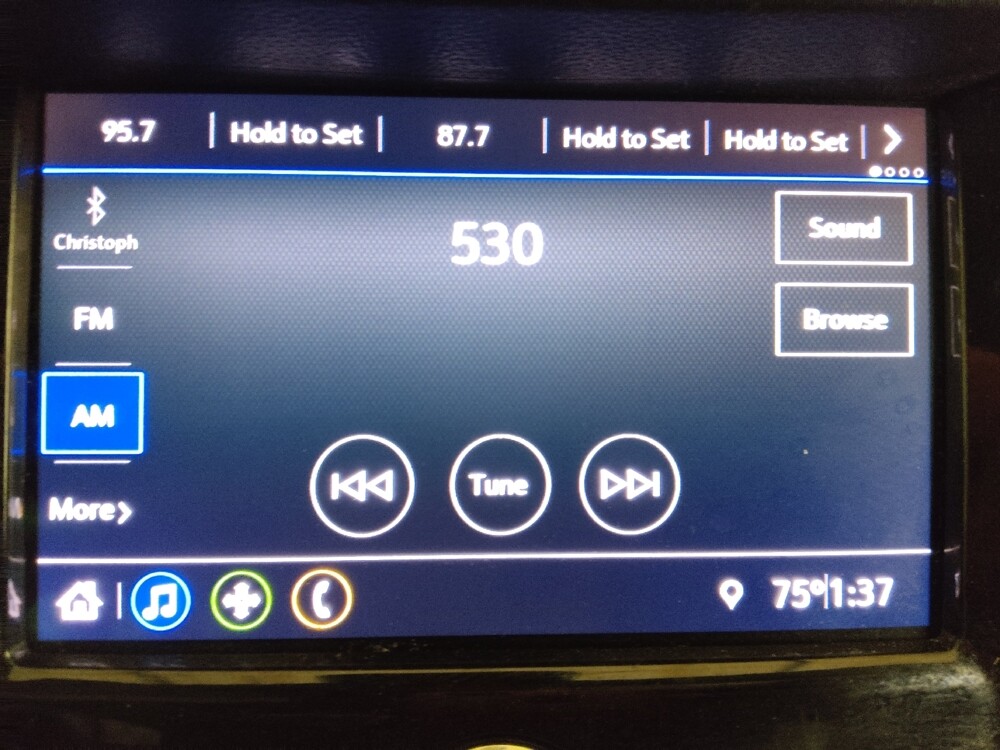 95.7 | Hold to Set | 87.7 | Hold to Set | Hold to Set |
Christoph
530
Sound
FM
Browse
AM
Tune
More
75° 1:37